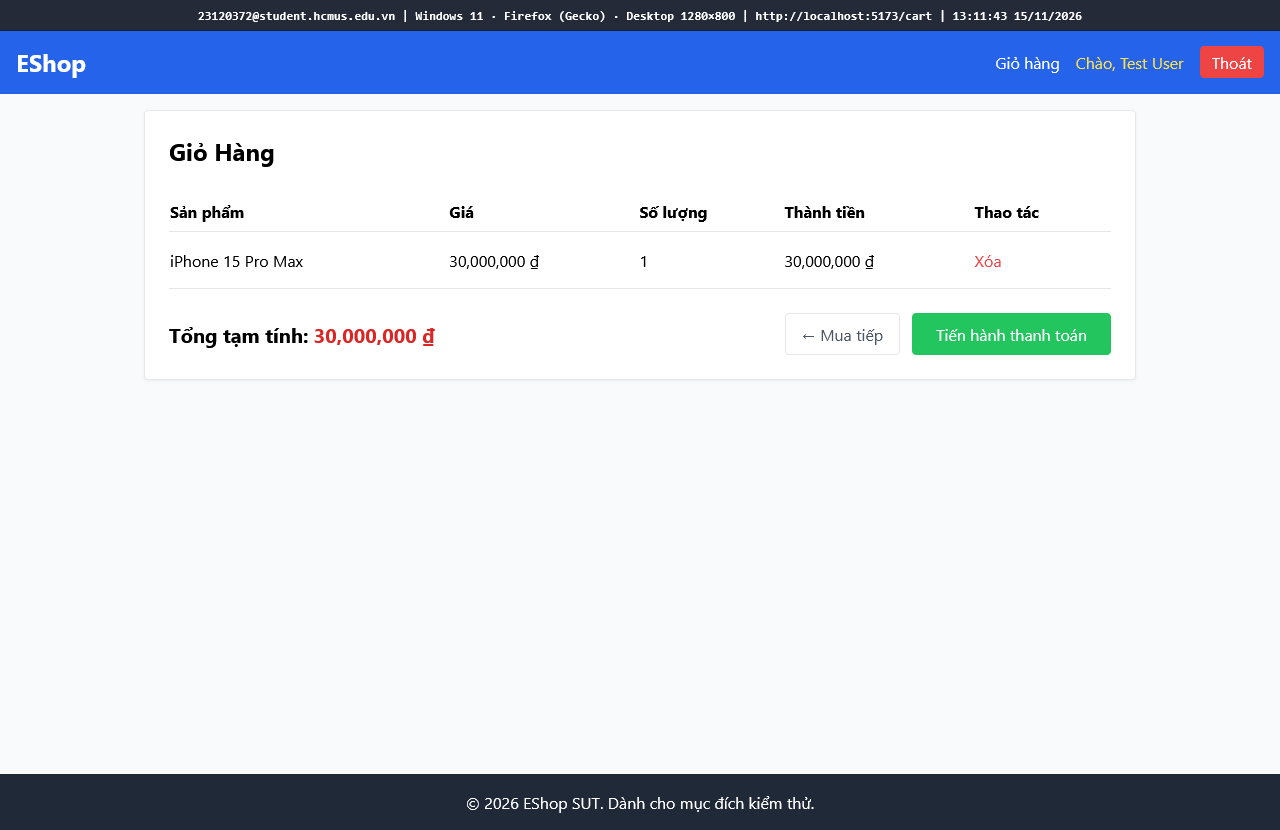 23120372@student.hcmus.edu.vn | Windows 11 · Firefox (Gecko) · Desktop 1280×800 | http://localhost:5173/cart | 13:11:43 15/11/2026
EShop Giỏ hàng Chào, Test User Thoát
Giỏ Hàng
Sản phẩm Giá Số lượng Thành tiền Thao tác
iPhone 15 Pro Max 30,000,000 ₫ 1 30,000,000 ₫ Xóa
Tổng tạm tính: 30,000,000 ₫ ← Mua tiếp Tiến hành thanh toán
© 2026 EShop SUT. Dành cho mục đích kiểm thử.